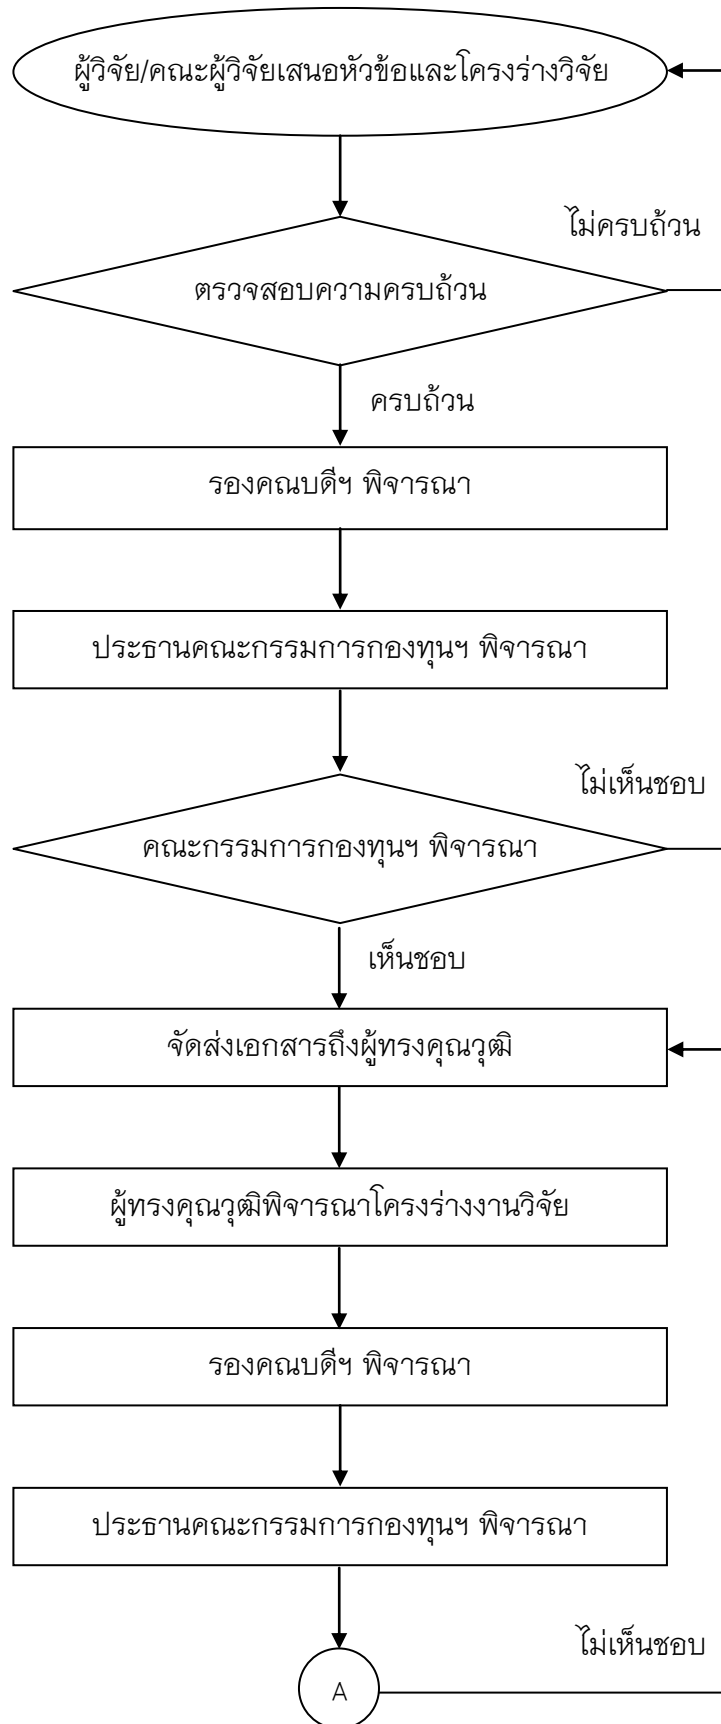 ผู้วิจัย/คณะผู้วิจัยเสนอหัวข้อและโครงร่างวิจัย
ไม่ครบถ้วน
ตรวจสอบความครบถ้วน
ครบถ้วน
รองคณบดีฯ พิจารณา
ประธานคณะกรรมการกองทุนฯ พิจารณา
ไม่เห็นชอบ
คณะกรรมการกองทุนฯ พิจารณา
เห็นชอบ
จัดส่งเอกสารถึงผู้ทรงคุณวุฒิ
ผู้ทรงคุณวุฒิพิจารณาโครงร่างงานวิจัย
รองคณบดีฯ พิจารณา
ประธานคณะกรรมการกองทุนฯ พิจารณา
ไม่เห็นชอบ
A